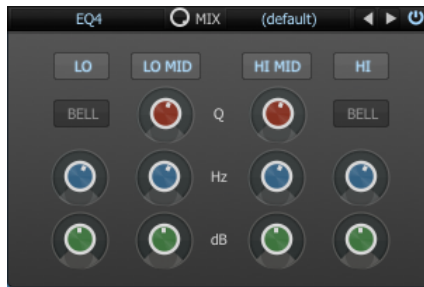 EQ4 MIX (default)
LO LO MID HI MID HI
BELL Q BELL
Hz
dB